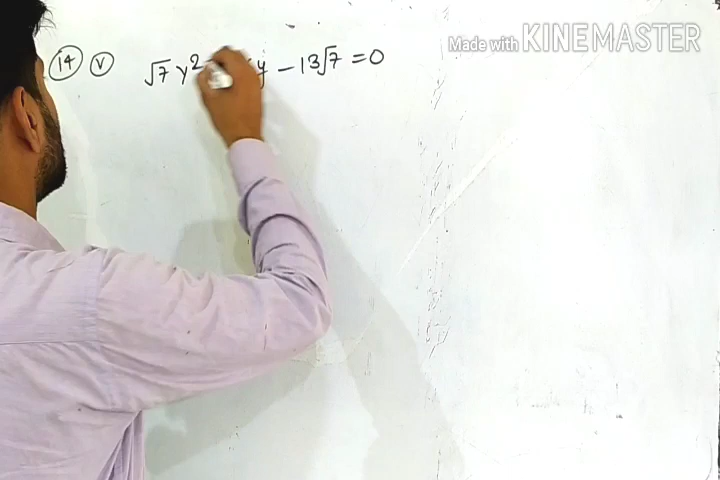 Made with KINEMASTER
14 V √7 y² y - 13√7 = 0